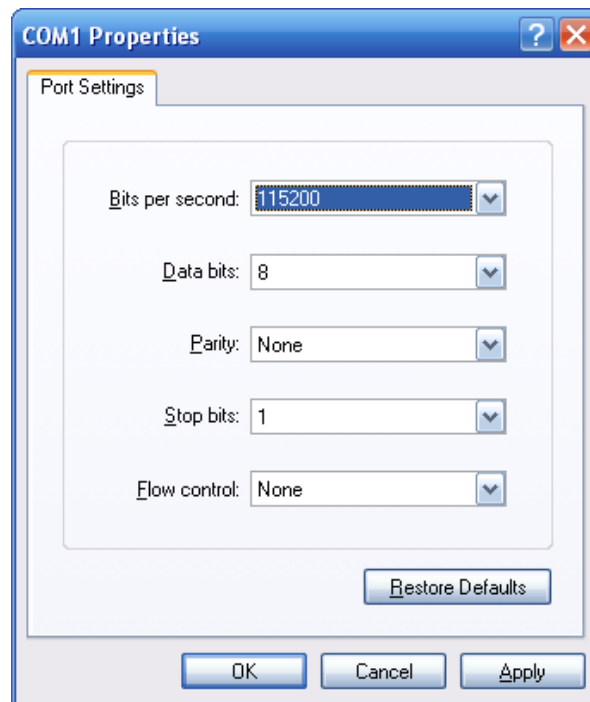 COM1 Properties
Port Settings
Bits per second: 115200
Data bits: 8
Parity: None
Stop bits: 1
Flow control: None
Restore Defaults
OK Cancel Apply